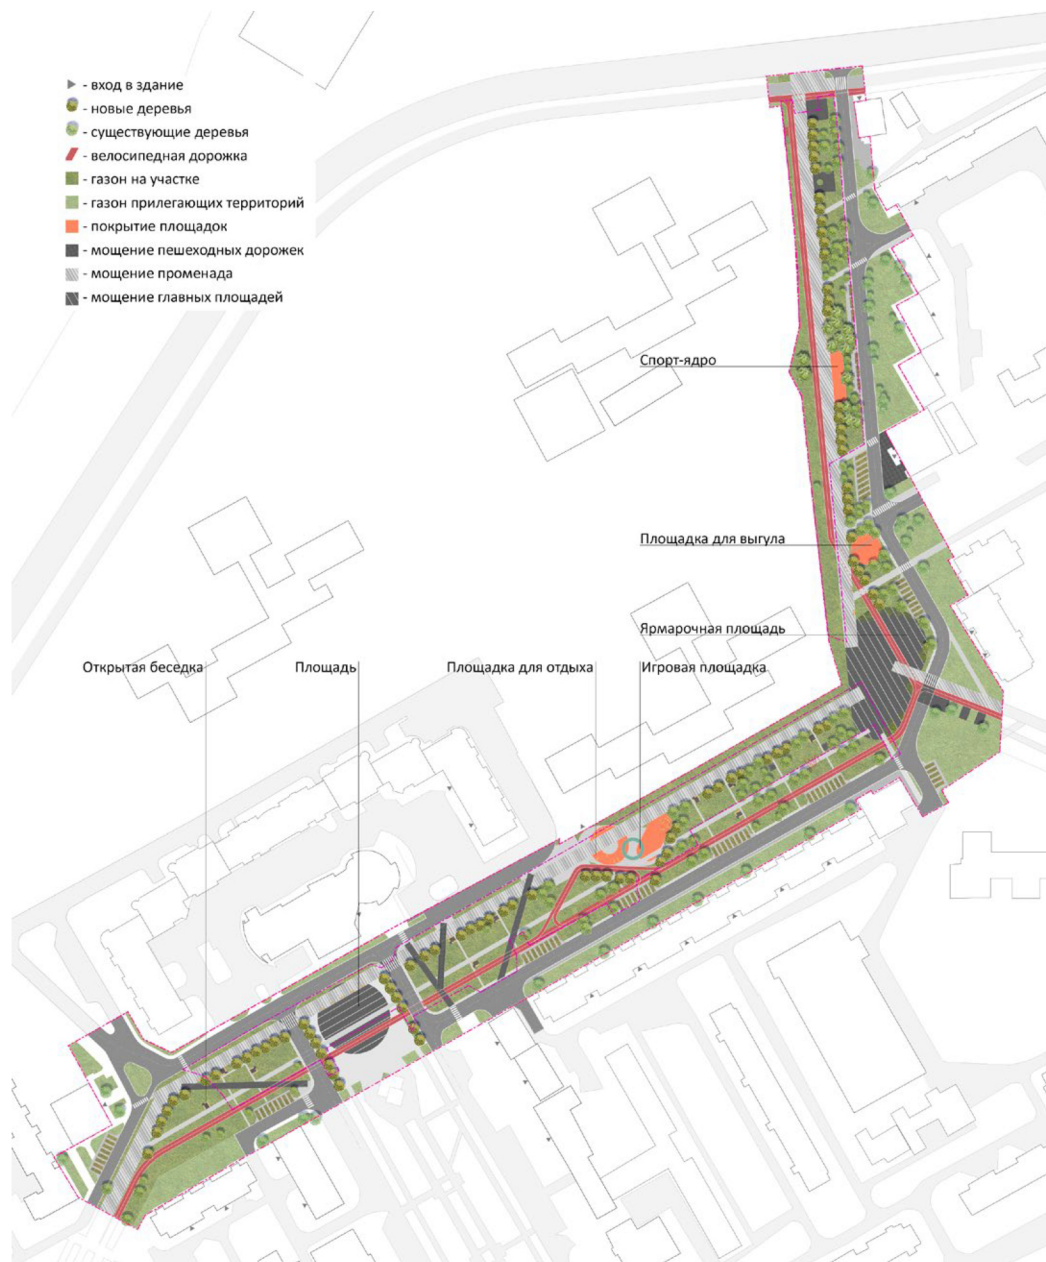 - вход в здание
- новые деревья
- существующие деревья
- велосипедная дорожка
- газон на участке
- газон прилегающих территорий
- покрытие площадок
- мощение пешеходных дорожек
- мощение променада
- мощение главных площадей
Спорт-ядро
Площадка для выгула
Ярмарочная площадь
Открытая беседка
Площадь
Площадка для отдыха
Игровая площадка